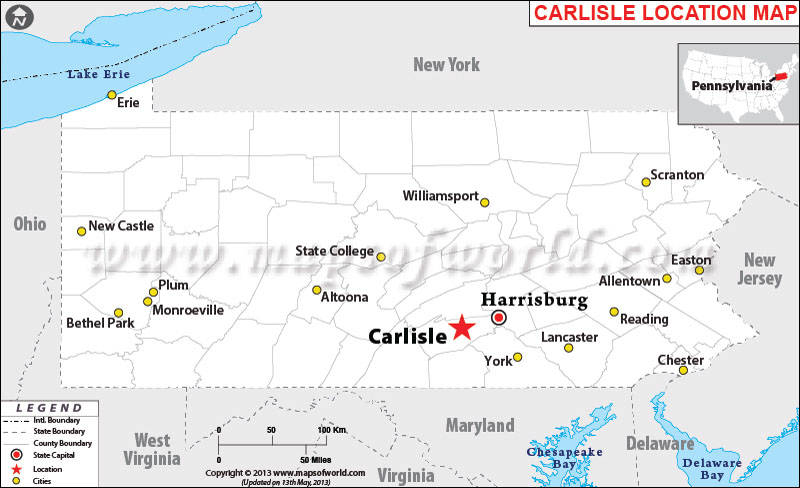 CARLISLE LOCATION MAP
N
Lake Erie
New York
Pennsylvania
Erie
Scranton
Williamsport
Ohio
New Castle
State College
www.mapsofworld.com
Easton
New
Jersey
Allentown
Plum
Altoona
Monroeville
Harrisburg
Bethel Park
Reading
Carlisle
Lancaster
York
Chester
LEGEND
Intl. Boundary
State Boundary
County Boundary
State Capital
Location
Cities
West
Virginia
0 50 100 Km.
0 50 Miles
Copyright © 2013 www.mapsofworld.com
(Updated on 13th May, 2013)
Virginia
Maryland
Chesapeake
Bay
Delaware
Delaware
Bay